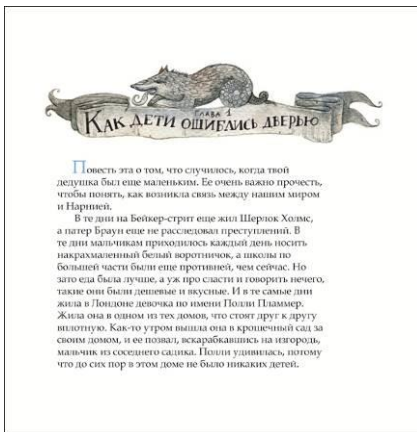 Глава 1
Как дети ошиблись дверью
Повесть эта о том, что случилось, когда твой
дедушка был еще маленьким. Ее очень важно прочесть,
чтобы понять, как возникла связь между нашим миром
и Нарнией.
В те дни на Бейкер-стрит еще жил Шерлок Холмс,
а патер Браун еще не расследовал преступлений. В
те дни мальчикам приходилось каждый день носить
накрахмаленный белый воротничок, а школы по
большей части были еще противней, чем сейчас. Но
зато еда была лучше, а уж про сласти и говорить нечего,
такие они были дешевые и вкусные. И в те самые дни
жила в Лондоне девочка по имени Полли Пламмер.
Жила она в одном из тех домов, что стоят друг к другу
вплотную. Как-то утром вышла она в крошечный сад за
своим домом, и ее позвал, вскарабкавшись на изгородь,
мальчик из соседнего садика. Полли удивилась, потому
что до сих пор в этом доме не было никаких детей.